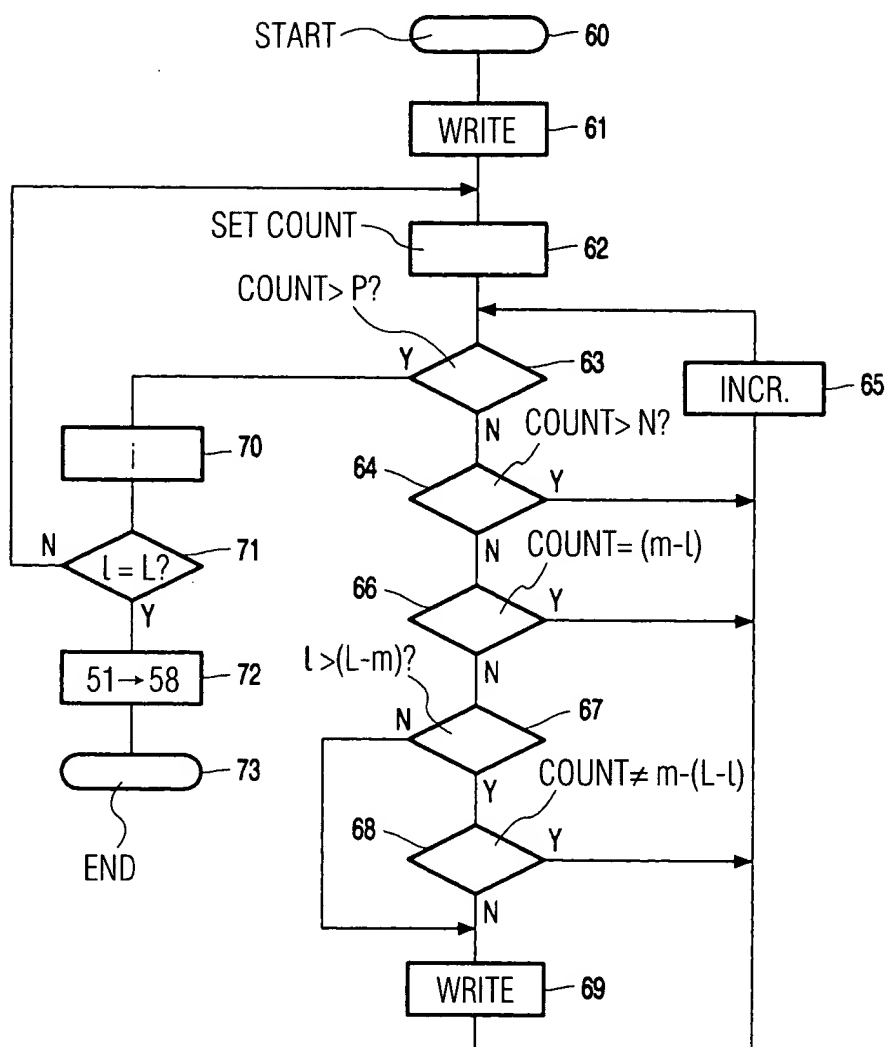 START
60
WRITE
61
SET COUNT
62
COUNT> P?
Y
63
N
INCR.
65
COUNT> N?
64
Y
N
70
i
COUNT= (m-l)
66
Y
N
N
l = L?
71
Y
l >(L-m)?
N
67
Y
51→58
72
COUNT≠ m-(L-l)
68
Y
N
73
END
WRITE
69